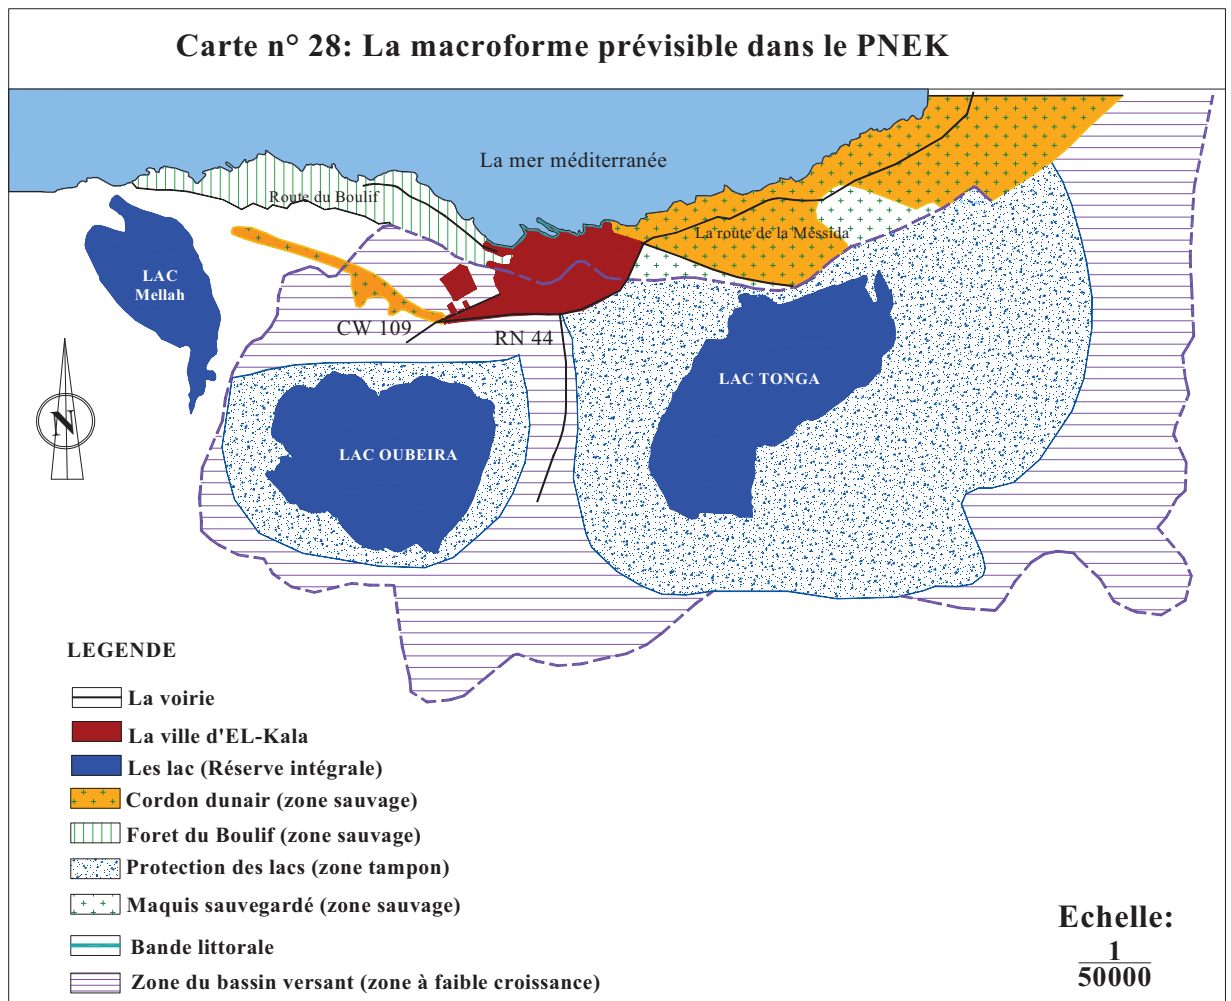 Carte n° 28: La macroforme prévisible dans le PNEK
La mer méditerranée
Route du Boulif
La route de la Méssida
LAC
Mellah
CW 109
RN 44
LAC TONGA
N
LAC OUBEIRA
LEGENDE
La voirie
La ville d'EL-Kala
Les lac (Réserve intégrale)
Cordon dunair (zone sauvage)
Foret du Boulif (zone sauvage)
Protection des lacs (zone tampon)
Maquis sauvegardé (zone sauvage)
Bande littorale
Zone du bassin versant (zone à faible croissance)
Echelle:
1
50000